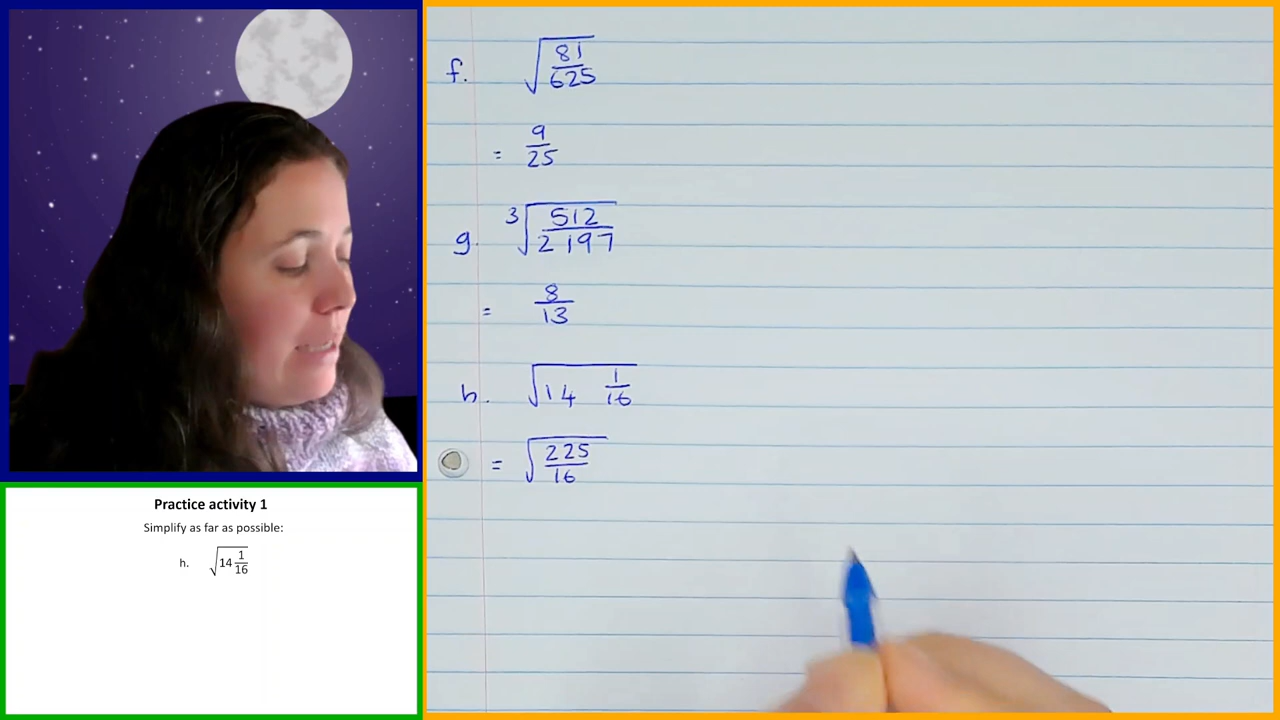 f. √(81/625)
= 9/25
g. ³√(512/2 197)
= 8/13
h. √(14 1/16)
= √(225/16)
Practice activity 1
Simplify as far as possible:
h. √(14 1/16)